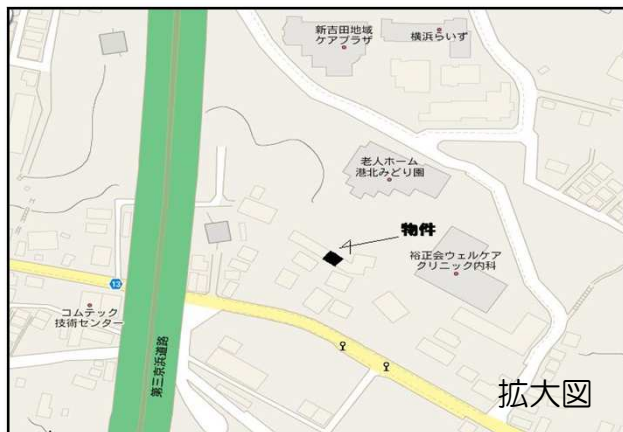 新吉田地域
ケアプラザ
横浜らいず
老人ホーム
港北みどり園
物件
裕正会ウェルケア
クリニック内科
13
コムテック
技術センター
第三京浜道路
拡大図